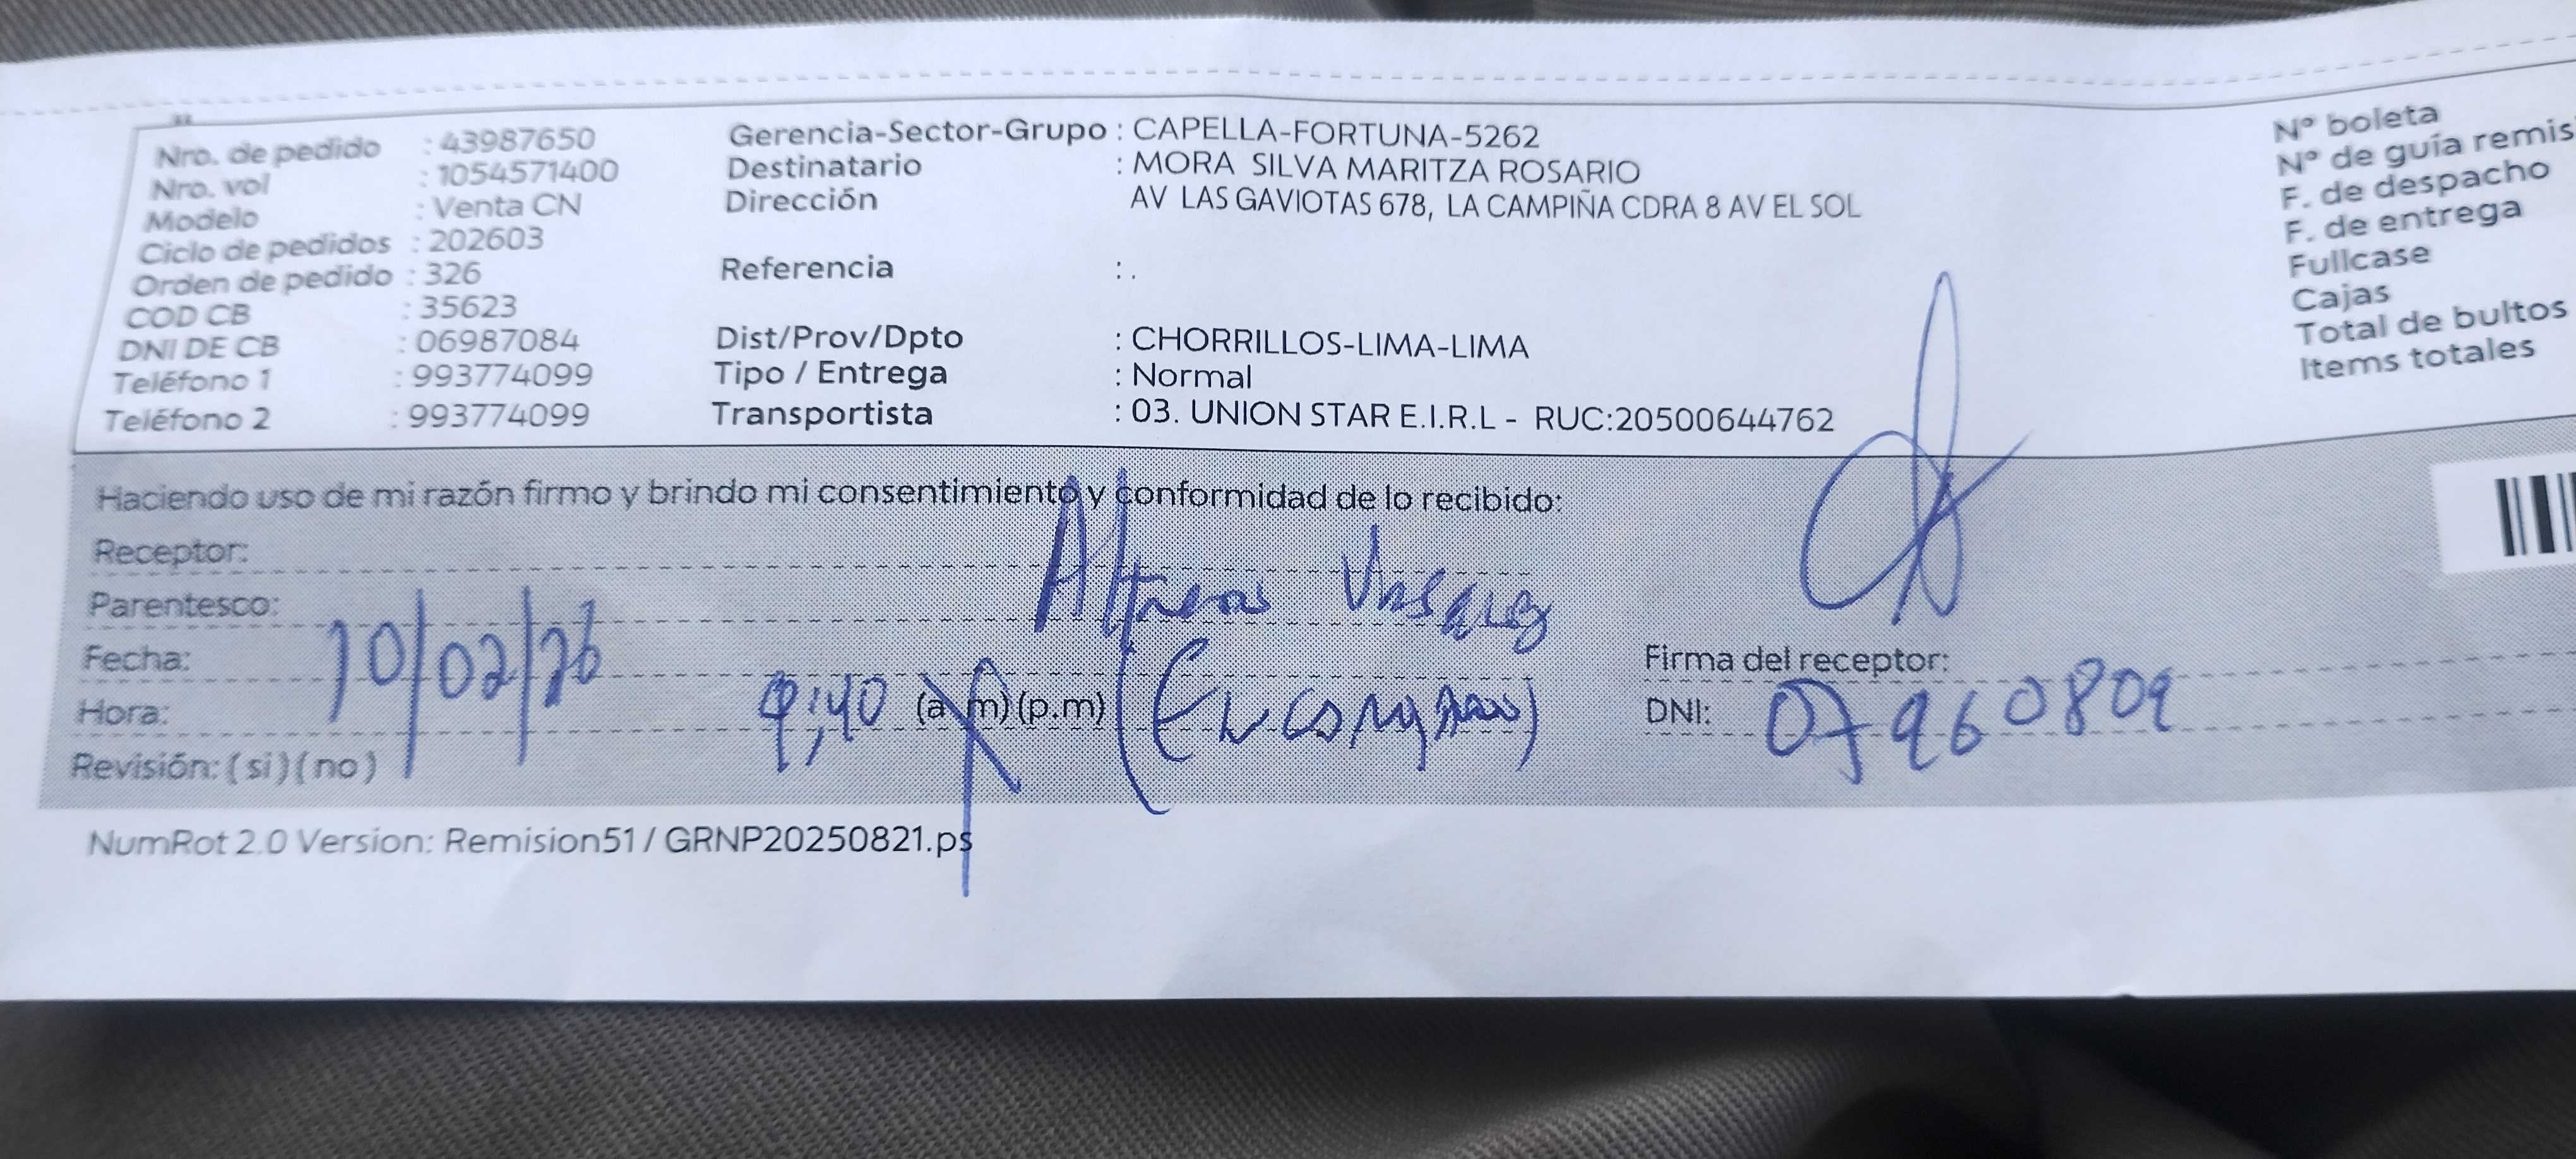 Nro. de pedido : 43987650
Nro. vol : 1054571400
Modelo : Venta CN
Ciclo de pedidos : 202603
Orden de pedido : 326
COD CB : 35623
DNI DE CB : 06987084
Teléfono 1 : 993774099
Teléfono 2 : 993774099
Gerencia-Sector-Grupo : CAPELLA-FORTUNA-5262
Destinatario : MORA SILVA MARITZA ROSARIO
Dirección AV LAS GAVIOTAS 678, LA CAMPIÑA CDRA 8 AV EL SOL
Referencia : .
Dist/Prov/Dpto : CHORRILLOS-LIMA-LIMA
Tipo / Entrega : Normal
Transportista : 03. UNION STAR E.I.R.L - RUC:20500644762
N° boleta
N° de guía remis
F. de despacho
F. de entrega
Fullcase
Cajas
Total de bultos
Items totales
Haciendo uso de mi razón firmo y brindo mi consentimiento y conformidad de lo recibido:
Receptor:
Parentesco: Vasquez
Fecha: 10/02/26
Hora: 9:40 (a.m)(p.m)
Revisión: (si)(no)
Firma del receptor:
DNI: 07960809
NumRot 2.0 Version: Remision51 / GRNP20250821.ps